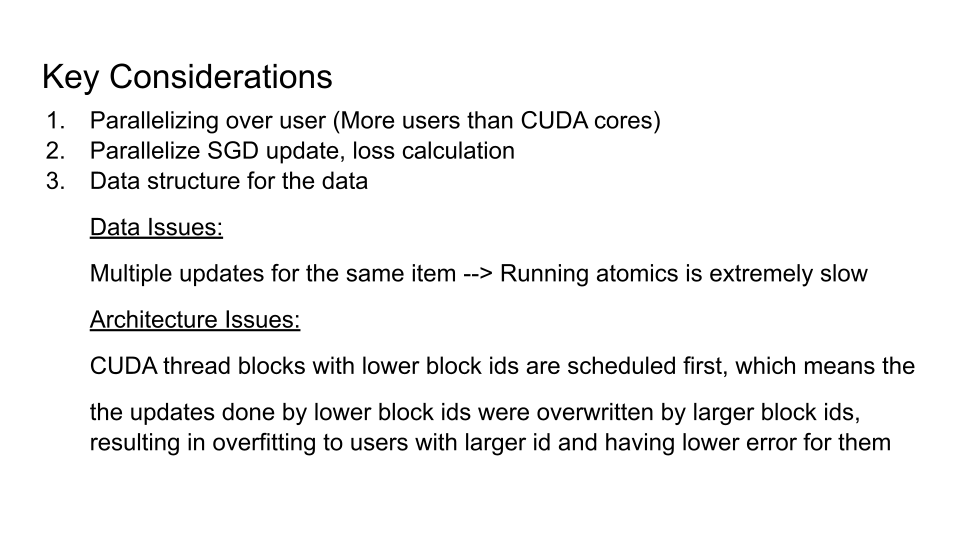 Key Considerations
1. Parallelizing over user (More users than CUDA cores)
2. Parallelize SGD update, loss calculation
3. Data structure for the data
Data Issues:
Multiple updates for the same item --> Running atomics is extremely slow
Architecture Issues:
CUDA thread blocks with lower block ids are scheduled first, which means the
the updates done by lower block ids were overwritten by larger block ids,
resulting in overfitting to users with larger id and having lower error for them